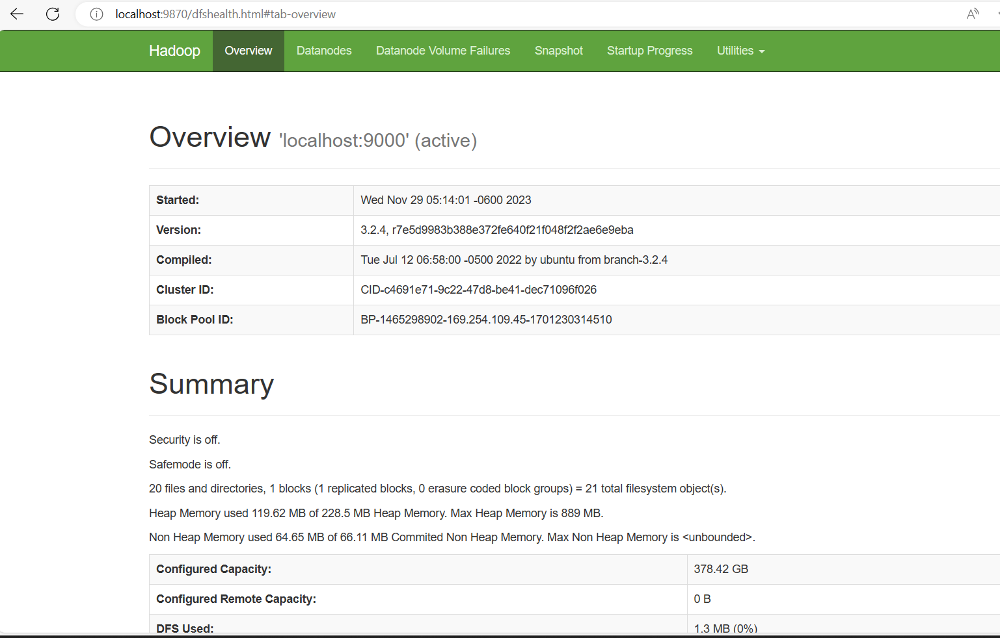 localhost:9870/dfshealth.html#tab-overview
Hadoop Overview Datanodes Datanode Volume Failures Snapshot Startup Progress Utilities
Overview 'localhost:9000' (active)
Started: Wed Nov 29 05:14:01 -0600 2023
Version: 3.2.4, r7e5d9983b388e372fe640f21f048f2f2ae6e9eba
Compiled: Tue Jul 12 06:58:00 -0500 2022 by ubuntu from branch-3.2.4
Cluster ID: CID-c4691e71-9c22-47d8-be41-dec71096f026
Block Pool ID: BP-1465298902-169.254.109.45-1701230314510
Summary
Security is off.
Safemode is off.
20 files and directories, 1 blocks (1 replicated blocks, 0 erasure coded block groups) = 21 total filesystem object(s).
Heap Memory used 119.62 MB of 228.5 MB Heap Memory. Max Heap Memory is 889 MB.
Non Heap Memory used 64.65 MB of 66.11 MB Commited Non Heap Memory. Max Non Heap Memory is <unbounded>.
Configured Capacity: 378.42 GB
Configured Remote Capacity: 0 B
DFS Used: 1.3 MB (0%)